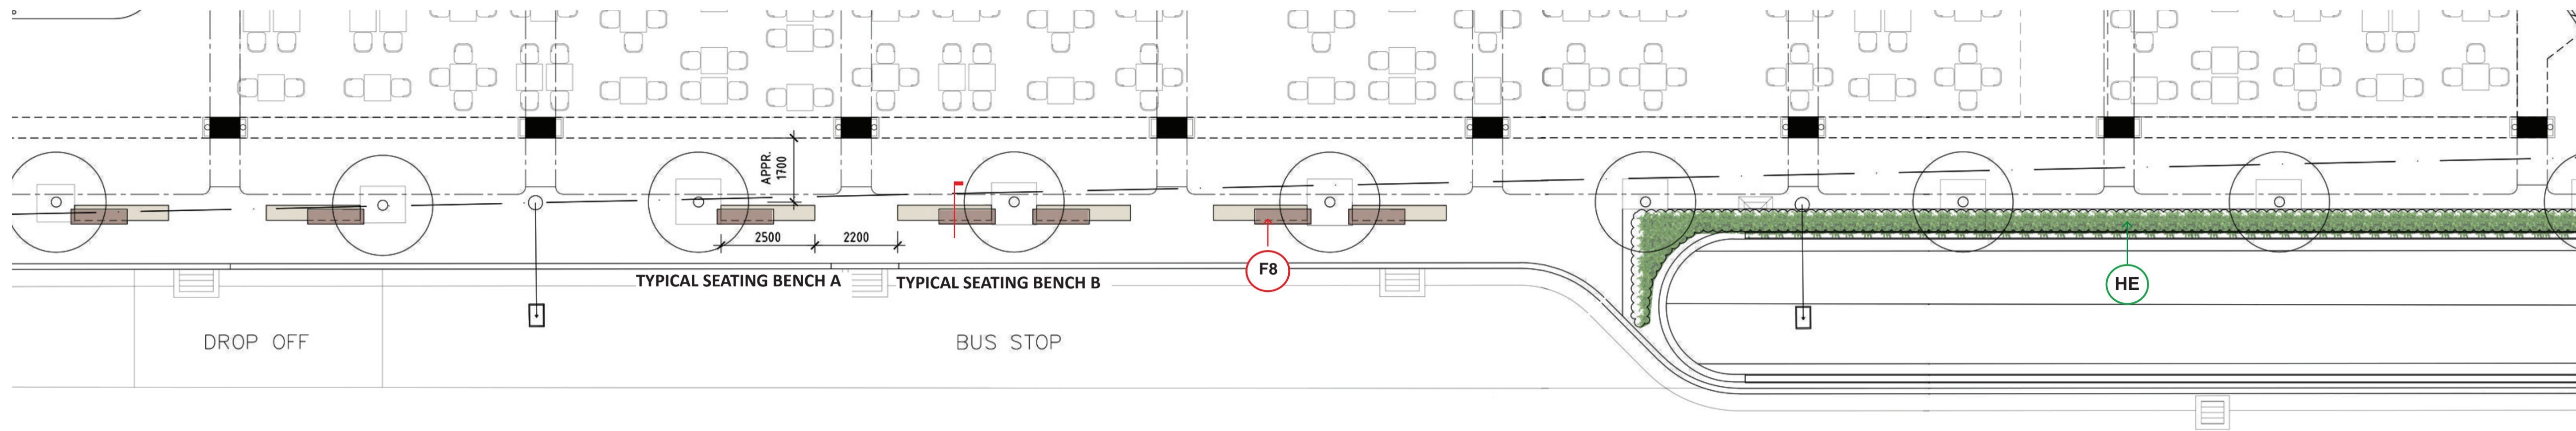 APPR.
1700
2500
2200
TYPICAL SEATING BENCH A
TYPICAL SEATING BENCH B
F8
HE
DROP OFF
BUS STOP